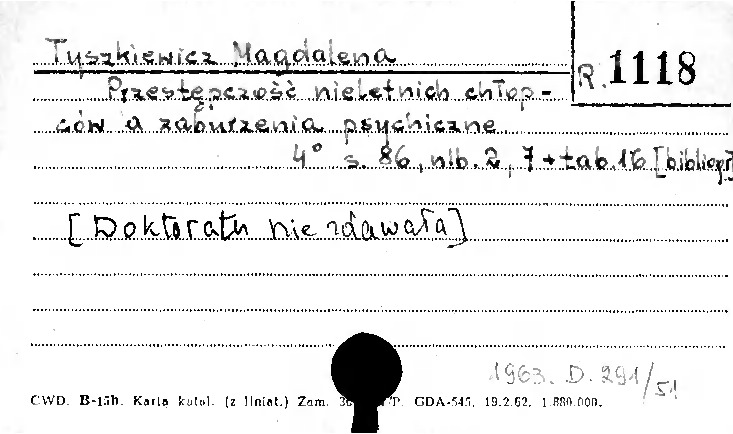 Tyszkiewicz Magdalena
R. 1118
Przestępczość nieletnich chłop-
ców a zaburzenia psychiczne
4° s. 86, nlb. 2, 7 + tab. 16 [bibliogr]
[Doktoratu nie zdawała]
1963. D. 291/51
CWD. B-15h. Karta katal. (z liniat.) Zam. GDA-545. 19.2.62. 1.880.000.